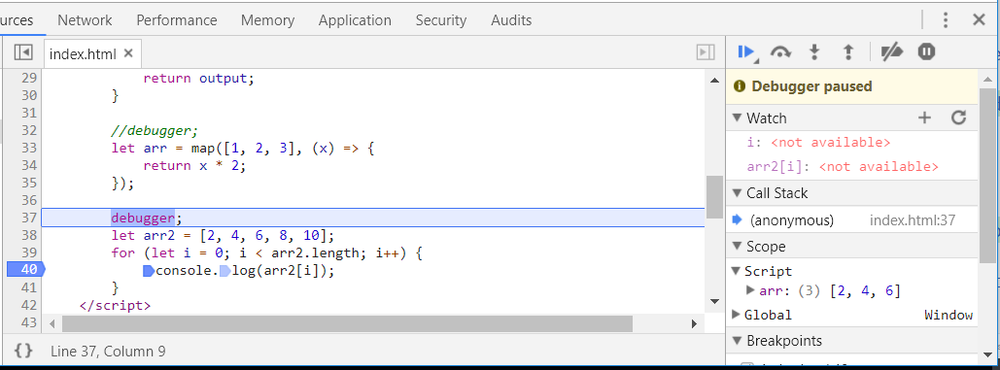 urces Network Performance Memory Application Security Audits
index.html ×
29 return output;
30 }
31
32 //debugger;
33 let arr = map([1, 2, 3], (x) => {
34 return x * 2;
35 });
36
37 debugger;
38 let arr2 = [2, 4, 6, 8, 10];
39 for (let i = 0; i < arr2.length; i++) {
40 console.log(arr2[i]);
41 }
42 </script>
43
{} Line 37, Column 9
Debugger paused
Watch
i: <not available>
arr2[i]: <not available>
Call Stack
(anonymous) index.html:37
Scope
Script
arr: (3) [2, 4, 6]
Global Window
Breakpoints